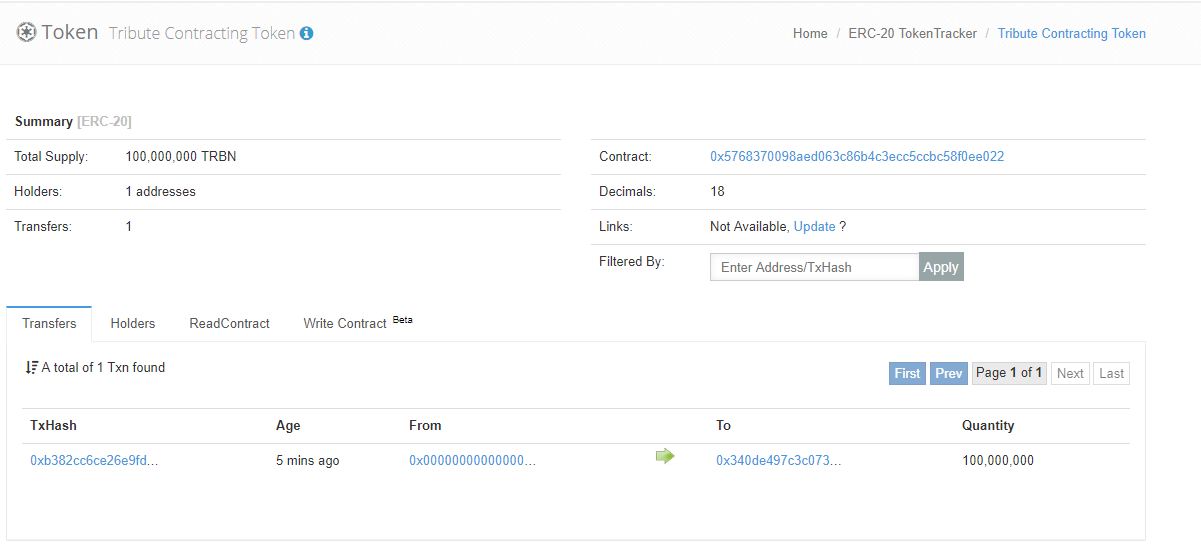 Token Tribute Contracting Token
Home / ERC-20 TokenTracker / Tribute Contracting Token
Summary [ERC-20]
Total Supply: 100,000,000 TRBN
Holders: 1 addresses
Transfers: 1
Contract: 0x5768370098aed063c86b4c3ecc5ccbc58f0ee022
Decimals: 18
Links: Not Available, Update ?
Filtered By: Enter Address/TxHash Apply
Transfers Holders ReadContract Write Contract Beta
A total of 1 Txn found
First Prev Page 1 of 1 Next Last
TxHash Age From To Quantity
0xb382cc6ce26e9fd... 5 mins ago 0x00000000000000... 0x340de497c3c073... 100,000,000